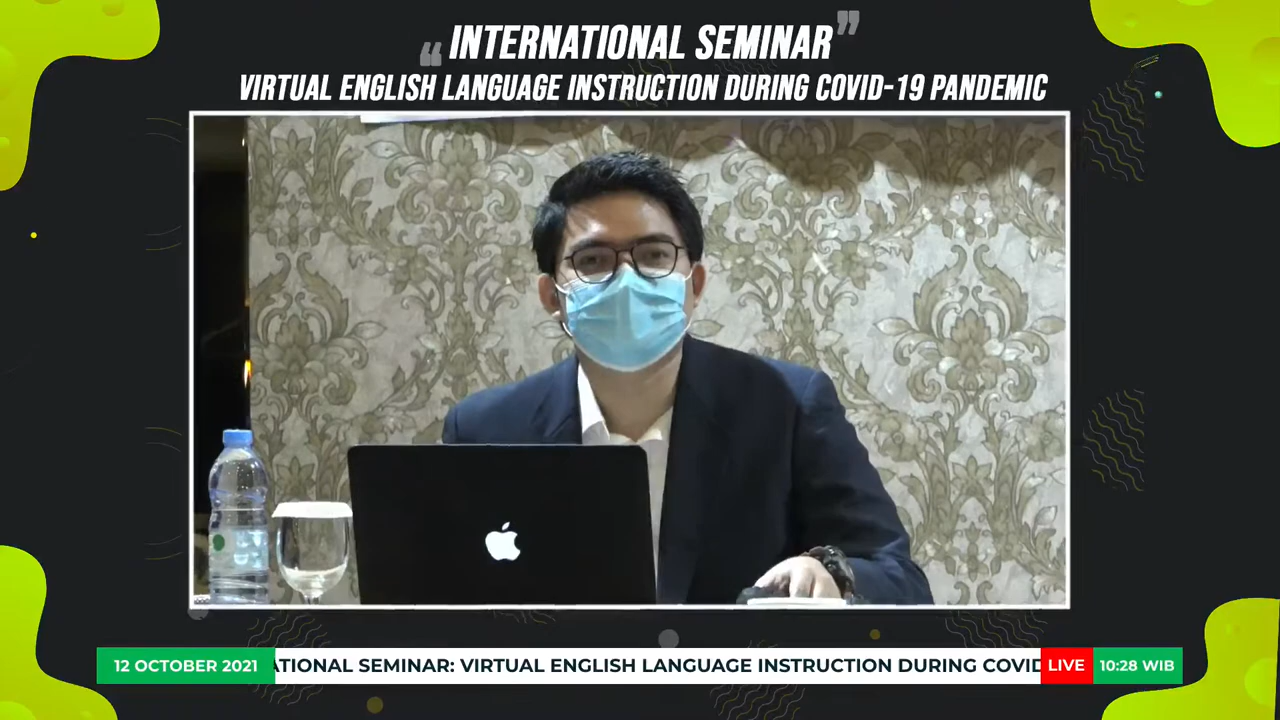 “INTERNATIONAL SEMINAR”
VIRTUAL ENGLISH LANGUAGE INSTRUCTION DURING COVID-19 PANDEMIC
12 OCTOBER 2021 ATIONAL SEMINAR: VIRTUAL ENGLISH LANGUAGE INSTRUCTION DURING COVID LIVE 10:28 WIB